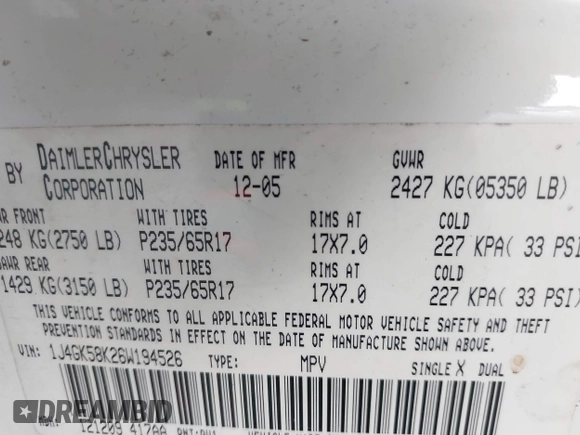 BY DAIMLERCHRYSLER CORPORATION
DATE OF MFR 12-05
GVWR 2427 KG(05350 LB)
FRONT WITH TIRES RIMS AT COLD
248 KG(2750 LB) P235/65R17 17X7.0 227 KPA( 33 PSI
GAWR REAR WITH TIRES RIMS AT COLD
1429 KG(3150 LB) P235/65R17 17X7.0 227 KPA( 33 PSI)
THIS VEHICLE CONFORMS TO ALL APPLICABLE FEDERAL MOTOR VEHICLE SAFETY AND THEFT
PREVENTION STANDARDS IN EFFECT ON THE DATE OF MANUFACTURE SHOWN ABOVE.
VIN: 1J4GK58K26W194526 TYPE: MPV SINGLE X DUAL
121209 417AA
DREAMBID